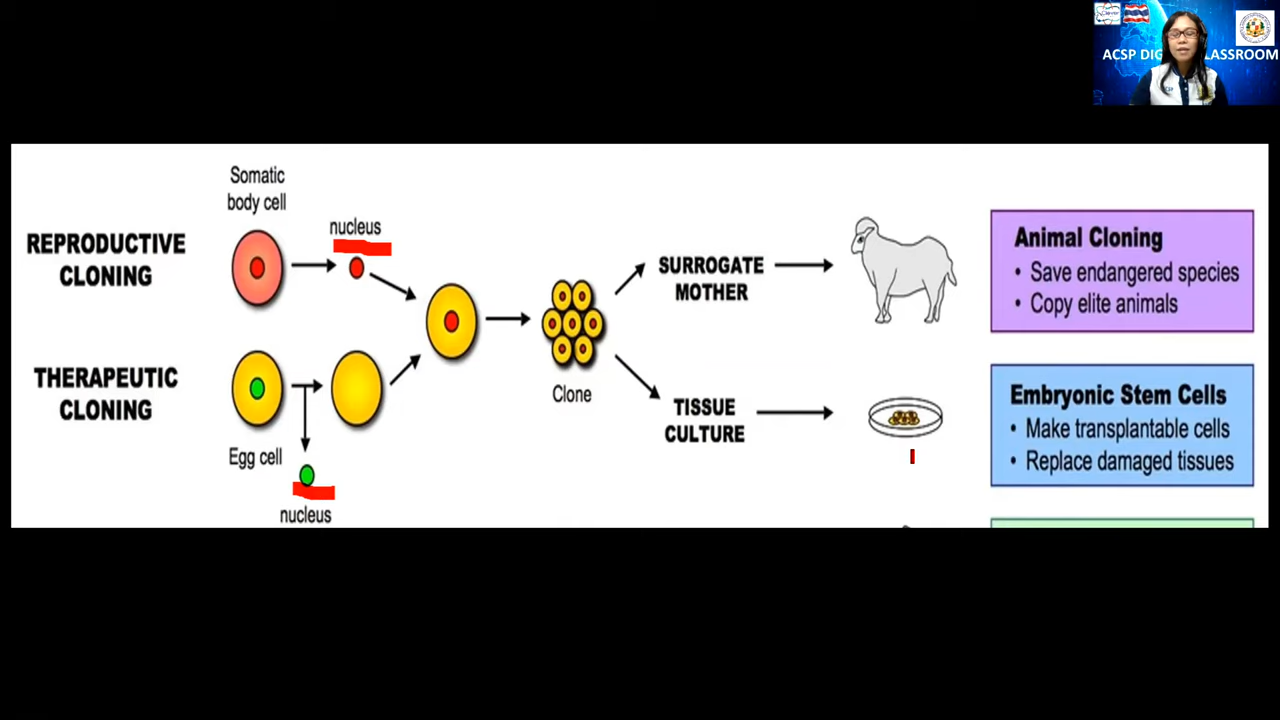 ACSP DIG
LASSROOM
Somatic
body cell
nucleus
REPRODUCTIVE
CLONING
SURROGATE
MOTHER
Animal Cloning
• Save endangered species
• Copy elite animals
THERAPEUTIC
CLONING
Egg cell
nucleus
Clone
TISSUE
CULTURE
Embryonic Stem Cells
• Make transplantable cells
• Replace damaged tissues